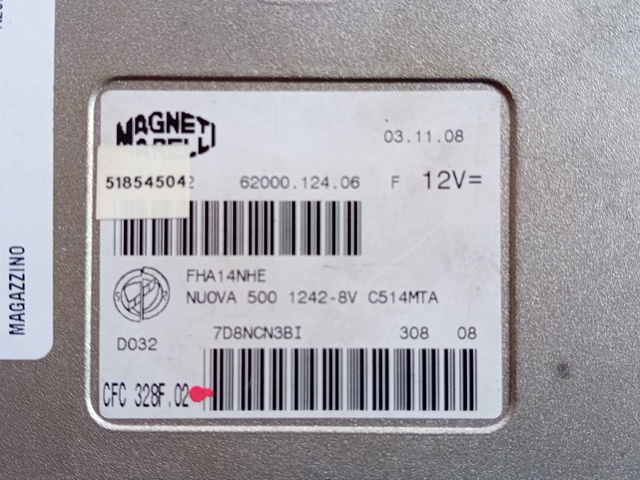 MAGNETI
MARELLI
03.11.08
51854504
62000.124.06 F 12V=
FHA14NHE
NUOVA 500 1242-8V C514MTA
D032
7D8NCN3BI 308 08
CFC 328F.02
MAGAZZINO